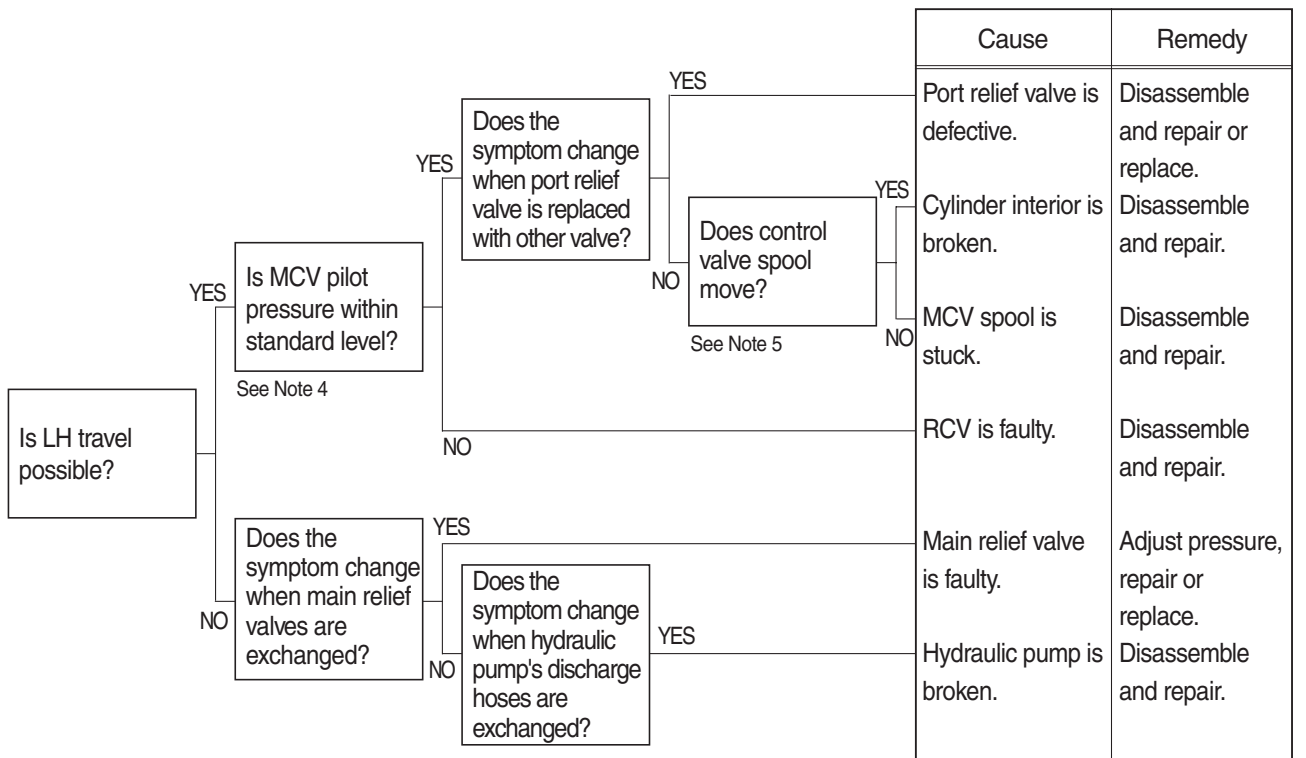 Cause
Remedy
YES
Port relief valve is
defective.
Disassemble
and repair or
replace.
Does the
symptom change
when port relief
valve is replaced
with other valve?
YES
YES
Cylinder interior is
broken.
Disassemble
and repair.
Does control
valve spool
move?
NO
See Note 5
NO
MCV spool is
stuck.
Disassemble
and repair.
YES
Is MCV pilot
pressure within
standard level?
See Note 4
NO
RCV is faulty.
Disassemble
and repair.
Is LH travel
possible?
NO
Does the
symptom change
when main relief
valves are
exchanged?
YES
Main relief valve
is faulty.
Adjust pressure,
repair or
replace.
NO
Does the
symptom change
when hydraulic
pump's discharge
hoses are
exchanged?
YES
Hydraulic pump is
broken.
Disassemble
and repair.